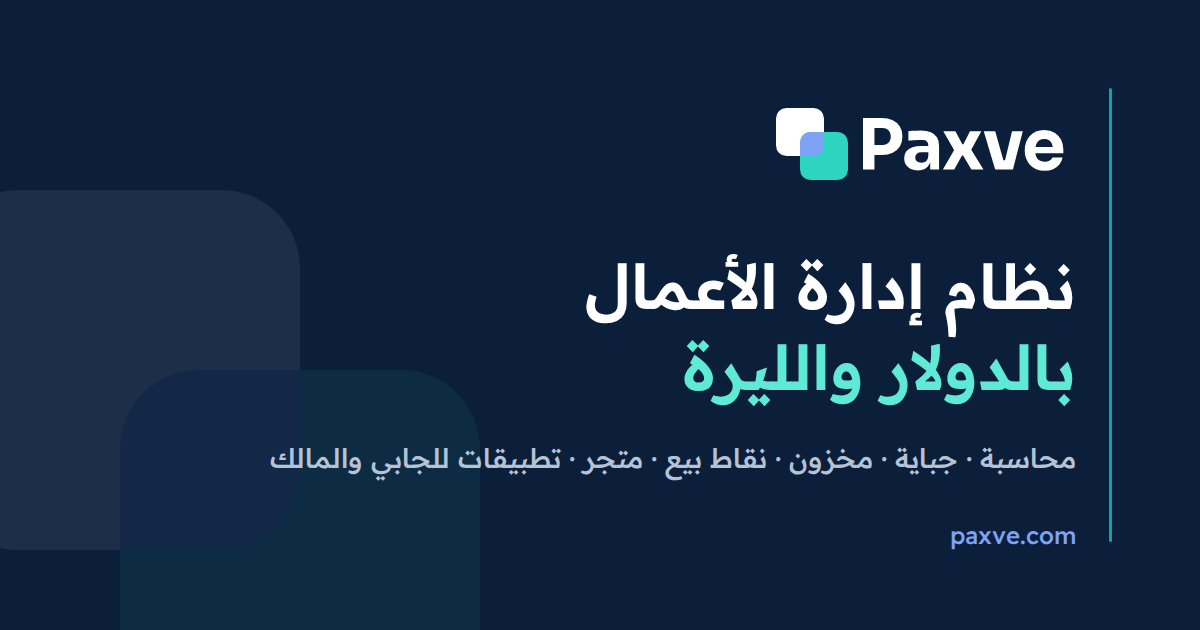 Paxve
نظام إدارة الأعمال
بالدولار والليرة
محاسبة · جباية · مخزون · نقاط بيع · متجر · تطبيقات للجابي والمالك
paxve.com